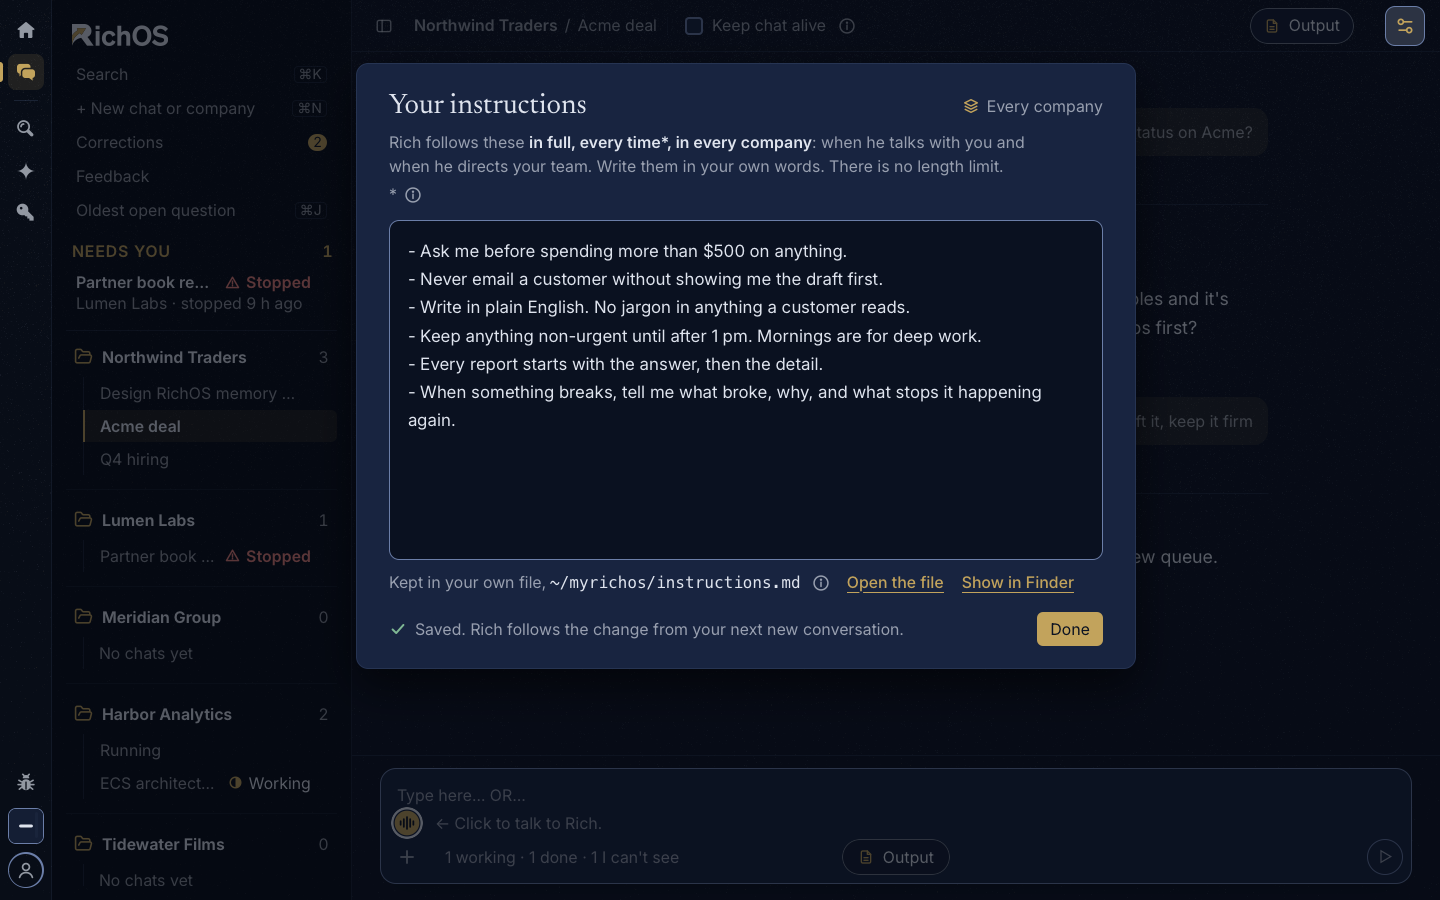 RichOS
Search ⌘K
+ New chat or company ⌘N
Corrections 2
Feedback
Oldest open question ⌘J
NEEDS YOU 1
Partner book re... Stopped
Lumen Labs · stopped 9 h ago
Northwind Traders 3
Design RichOS memory ...
Acme deal
Q4 hiring
Lumen Labs 1
Partner book ... Stopped
Meridian Group 0
No chats yet
Harbor Analytics 2
Running
ECS architect... Working
Tidewater Films 0
No chats yet
Northwind Traders / Acme deal
Keep chat alive
Output
Your instructions
Every company
Rich follows these in full, every time*, in every company: when he talks with you and
when he directs your team. Write them in your own words. There is no length limit.
*
- Ask me before spending more than $500 on anything.
- Never email a customer without showing me the draft first.
- Write in plain English. No jargon in anything a customer reads.
- Keep anything non-urgent until after 1 pm. Mornings are for deep work.
- Every report starts with the answer, then the detail.
- When something breaks, tell me what broke, why, and what stops it happening
again.
Kept in your own file, ~/myrichos/instructions.md Open the file Show in Finder
Saved. Rich follows the change from your next new conversation.
Done
on Acme?
and it's
first?
it, keep it firm
queue.
Type here... OR...
← Click to talk to Rich.
1 working · 1 done · 1 I can't see
Output